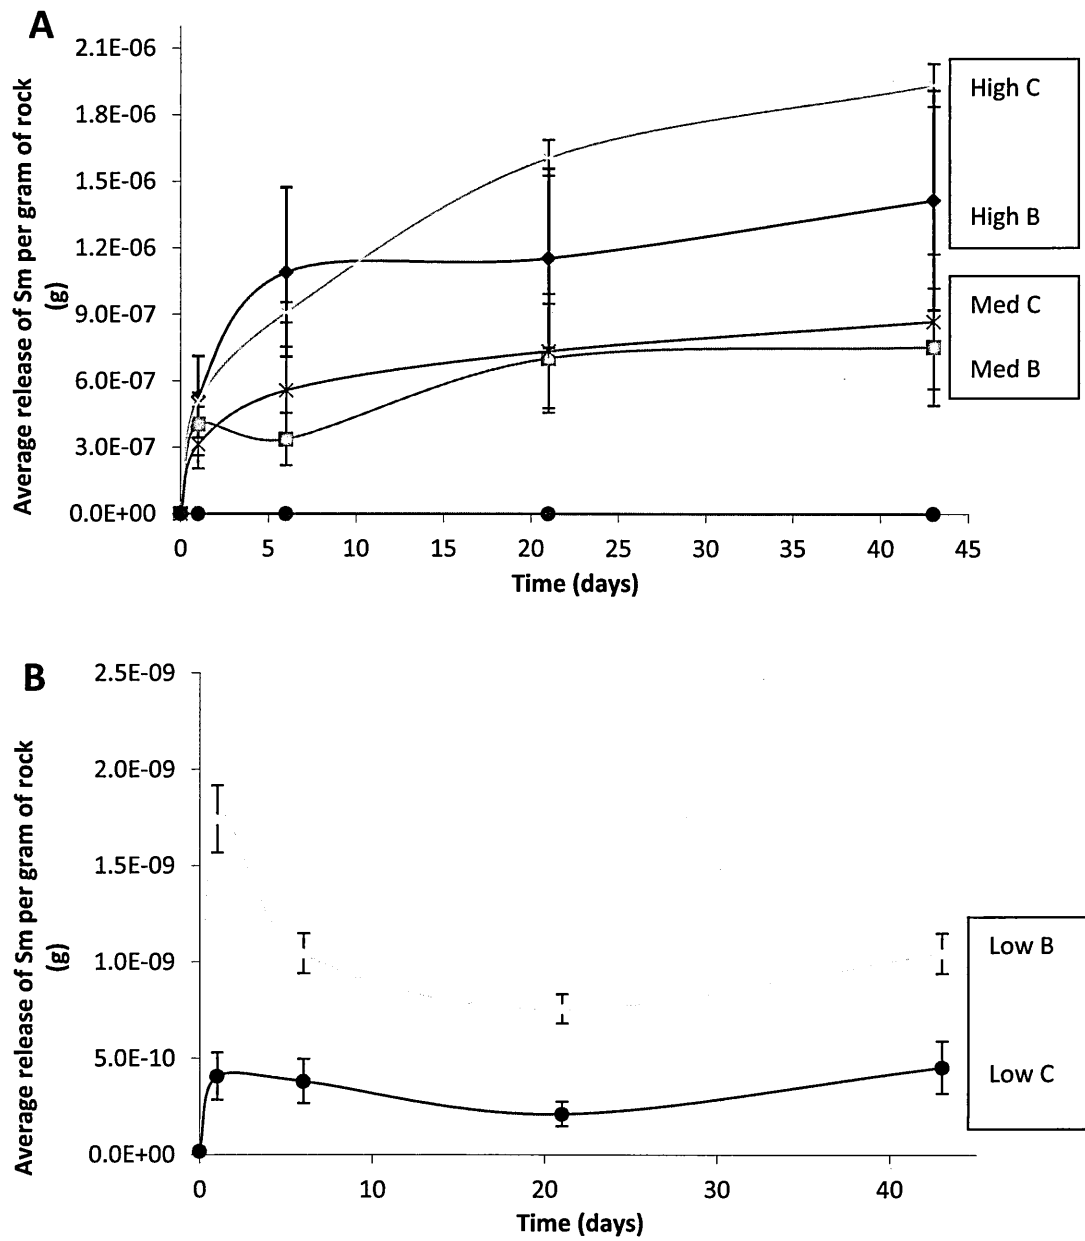 A
Average release of Sm per gram of rock
(g)
2.1E-06
1.8E-06
1.5E-06
1.2E-06
9.0E-07
6.0E-07
3.0E-07
0.0E+00
0 5 10 15 20 25 30 35 40 45
Time (days)
High C
High B
Med C
Med B
B
Average release of Sm per gram of rock
(g)
2.5E-09
2.0E-09
1.5E-09
1.0E-09
5.0E-10
0.0E+00
0 10 20 30 40
Time (days)
Low B
Low C